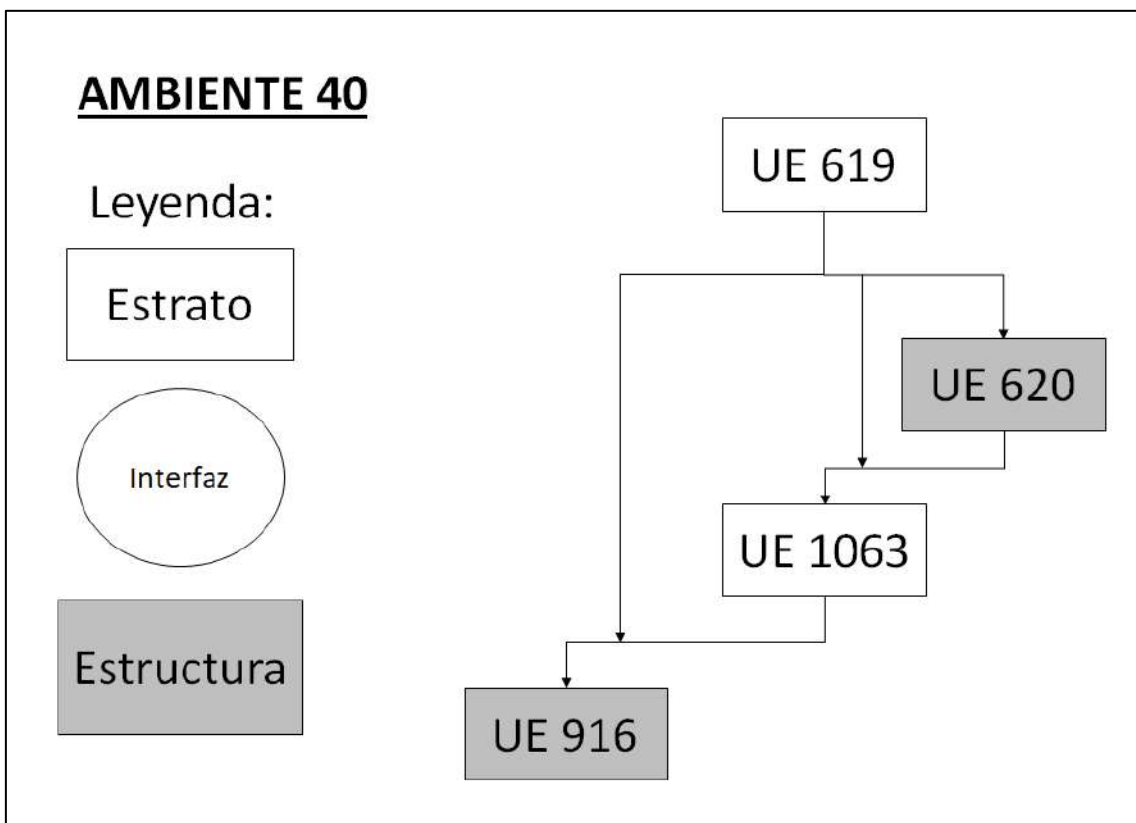 AMBIENTE 40
Leyenda:
Estrato
Interfaz
Estructura
UE 619
UE 620
UE 1063
UE 916